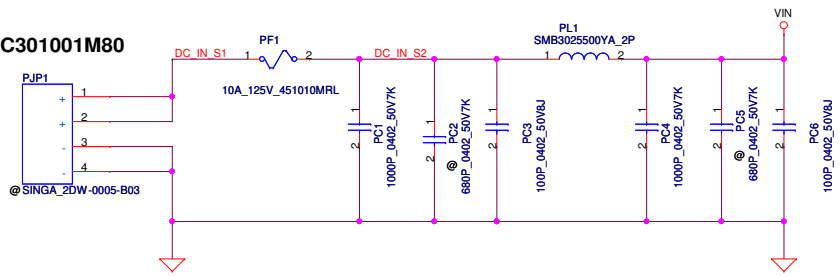 VIN
C301001M80
DC_IN_S1
PF1
1
2
DC_IN_S2
PL1
SMB3025500YA_2P
1
2
10A_125V_451010MRL
PJP1
+
1
+
2
-
3
-
4
@ SINGA_2DW-0005-B03
1
2
PC1
1000P_0402_50V7K
1
2
PC2
@
680P_0402_50V7K
1
2
PC3
100P_0402_50V8J
1
2
PC4
1000P_0402_50V7K
1
2
PC5
@
680P_0402_50V7K
1
2
PC6
100P_0402_50V8J